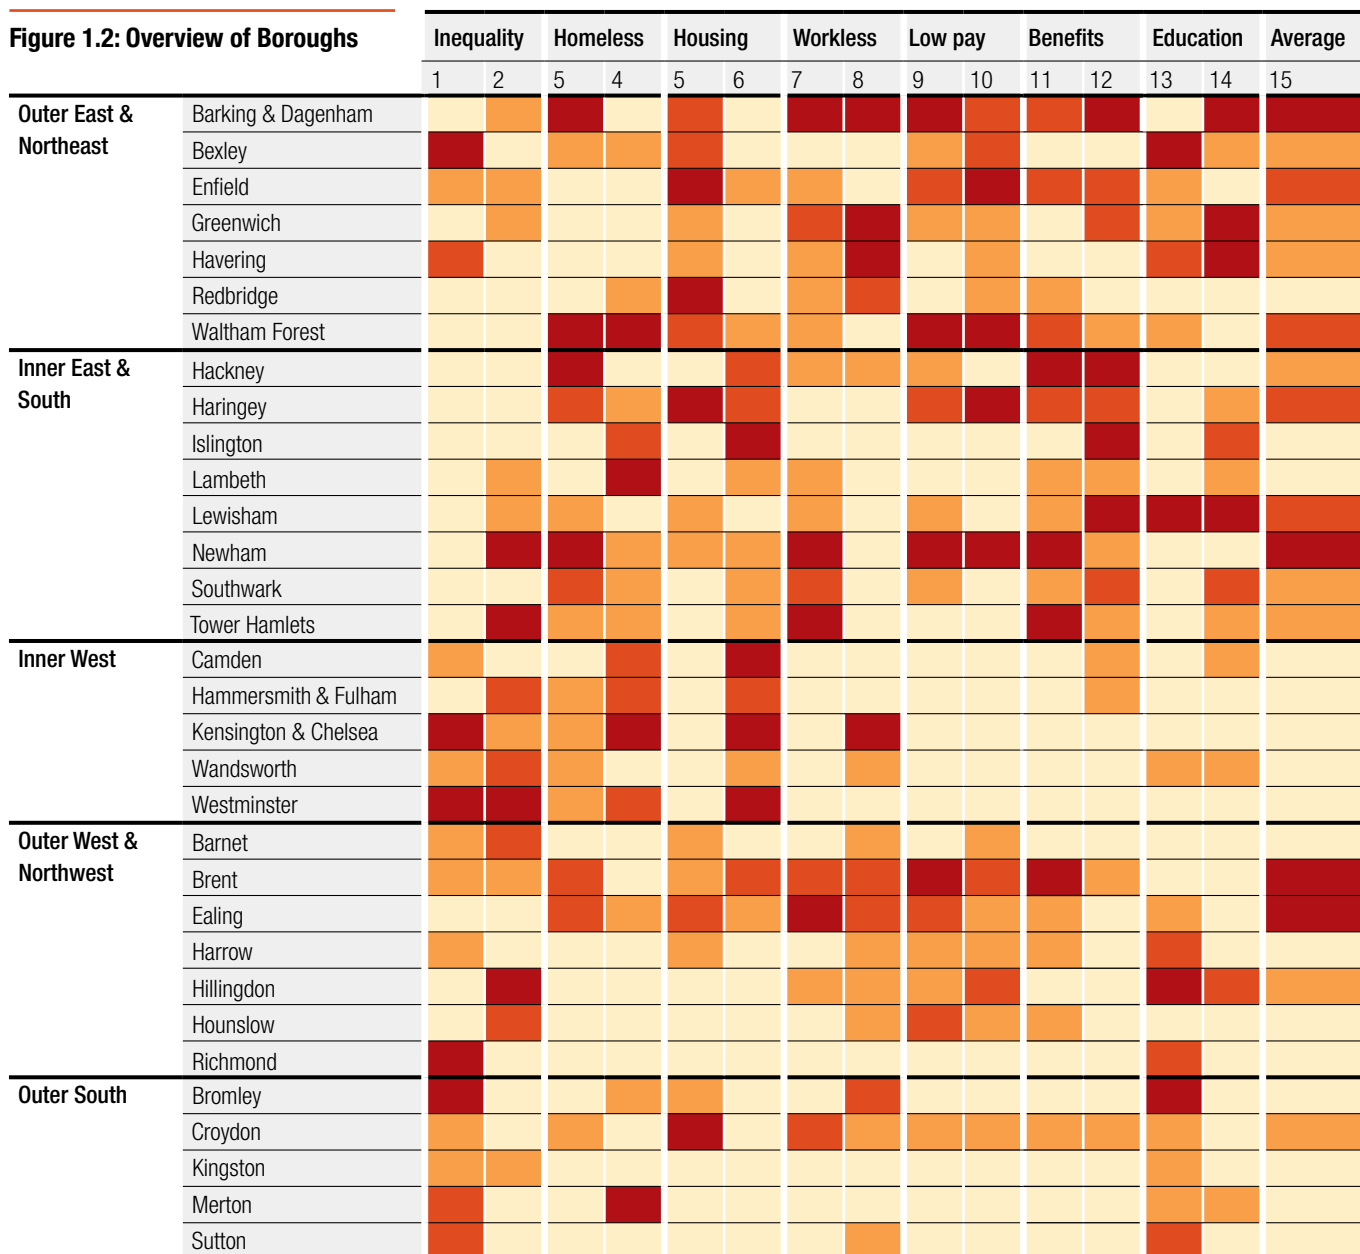 Figure 1.2: Overview of Boroughs
Inequality Homeless Housing Workless Low pay Benefits Education Average
1 2 5 4 5 6 7 8 9 10 11 12 13 14 15
Outer East & Barking & Dagenham
Northeast Bexley
Enfield
Greenwich
Havering
Redbridge
Waltham Forest
Inner East & Hackney
South Haringey
Islington
Lambeth
Lewisham
Newham
Southwark
Tower Hamlets
Inner West Camden
Hammersmith & Fulham
Kensington & Chelsea
Wandsworth
Westminster
Outer West & Barnet
Northwest Brent
Ealing
Harrow
Hillingdon
Hounslow
Richmond
Outer South Bromley
Croydon
Kingston
Merton
Sutton